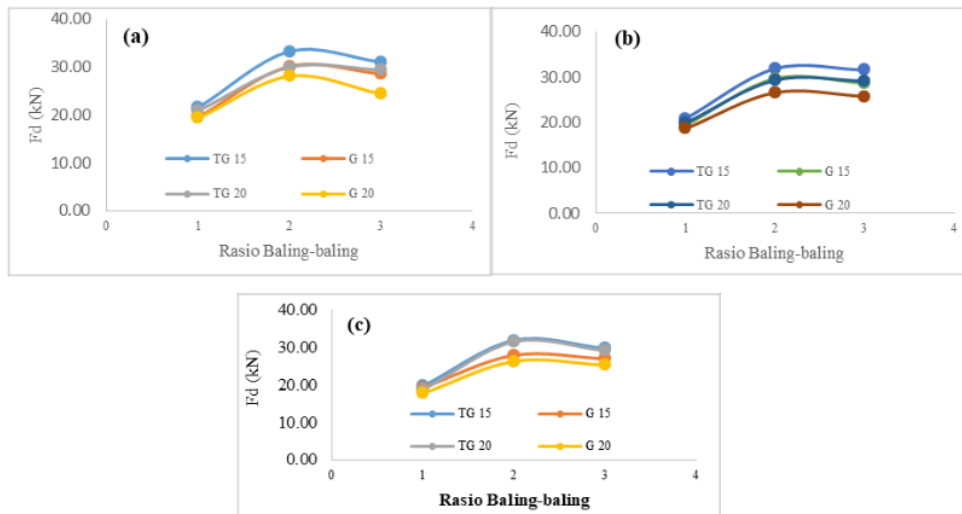 40.00
(a)
30.00
20.00
10.00
0.00
Fd (kN)
TG 15
G 15
TG 20
G 20
0
1
2
3
4
Rasio Baling-baling
40.00
(b)
30.00
20.00
10.00
0.00
Fd (kN)
TG 15
G 15
TG 20
G 20
0
1
2
3
4
Rasio Baling-baling
40.00
(c)
30.00
20.00
10.00
0.00
Fd (kN)
TG 15
G 15
TG 20
G 20
0
1
2
3
4
Rasio Baling-baling